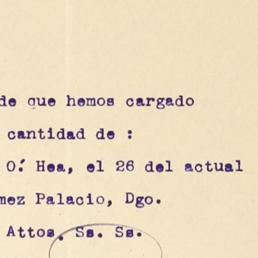 de que hemos cargado
cantidad de :
O'. Hea, el 26 del actual
mez Palacio, Dgo.
Attos. Ss. Ss.